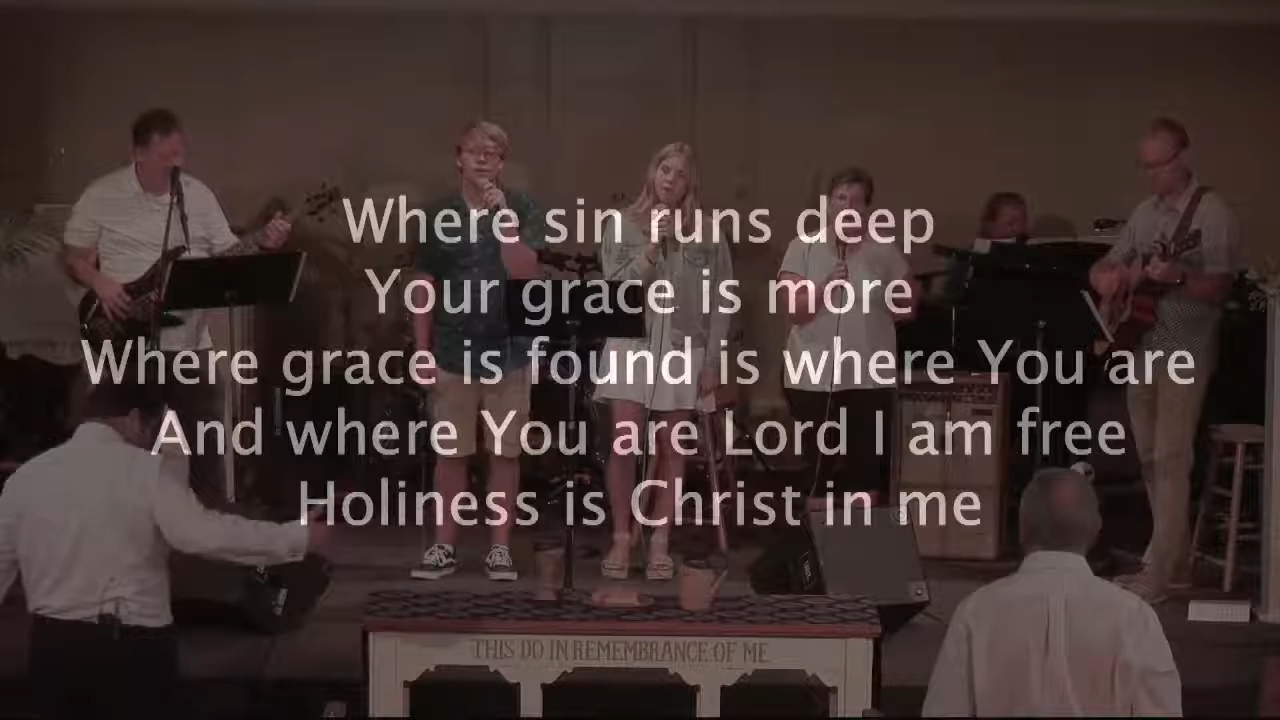 Where sin runs deep
Your grace is more
Where grace is found is where You are
And where You are Lord I am free
Holiness is Christ in me
THIS DO IN REMEMBRANCE OF ME